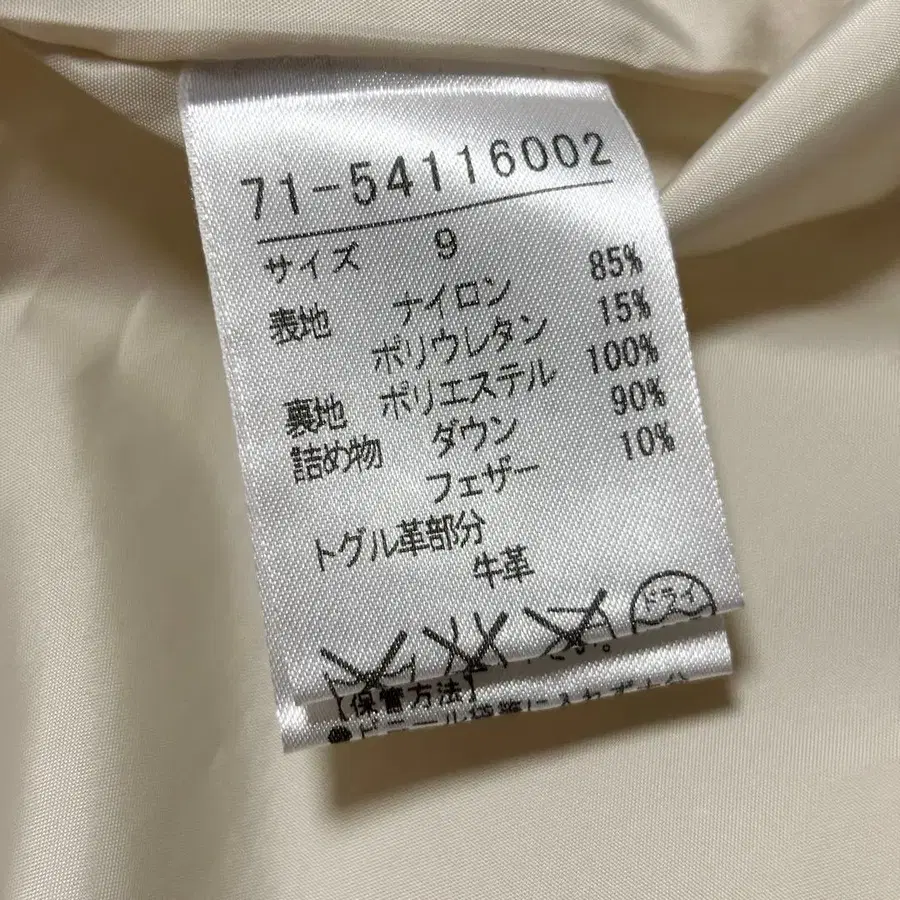 71-54116002
サイズ 9
表地 ナイロン 85%
ポリウレタン 15%
裏地 ポリエステル 100%
詰め物 ダウン 90%
フェザー 10%
トグル革部分
牛革
ドライ
【保管方法】